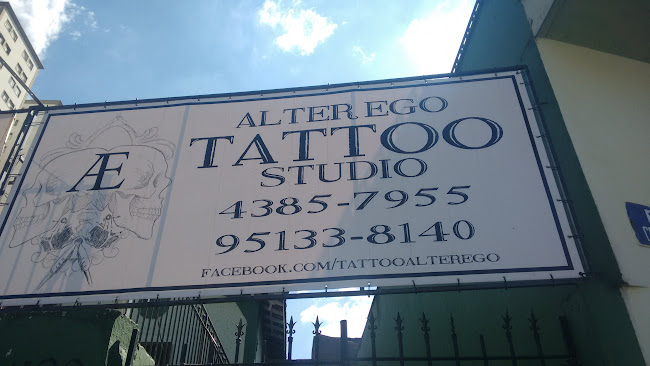 Æ
ALTER EGO
TATTOO
STUDIO
4385-7955
95133-8140
FACEBOOK.COM/TATTOOALTEREGO